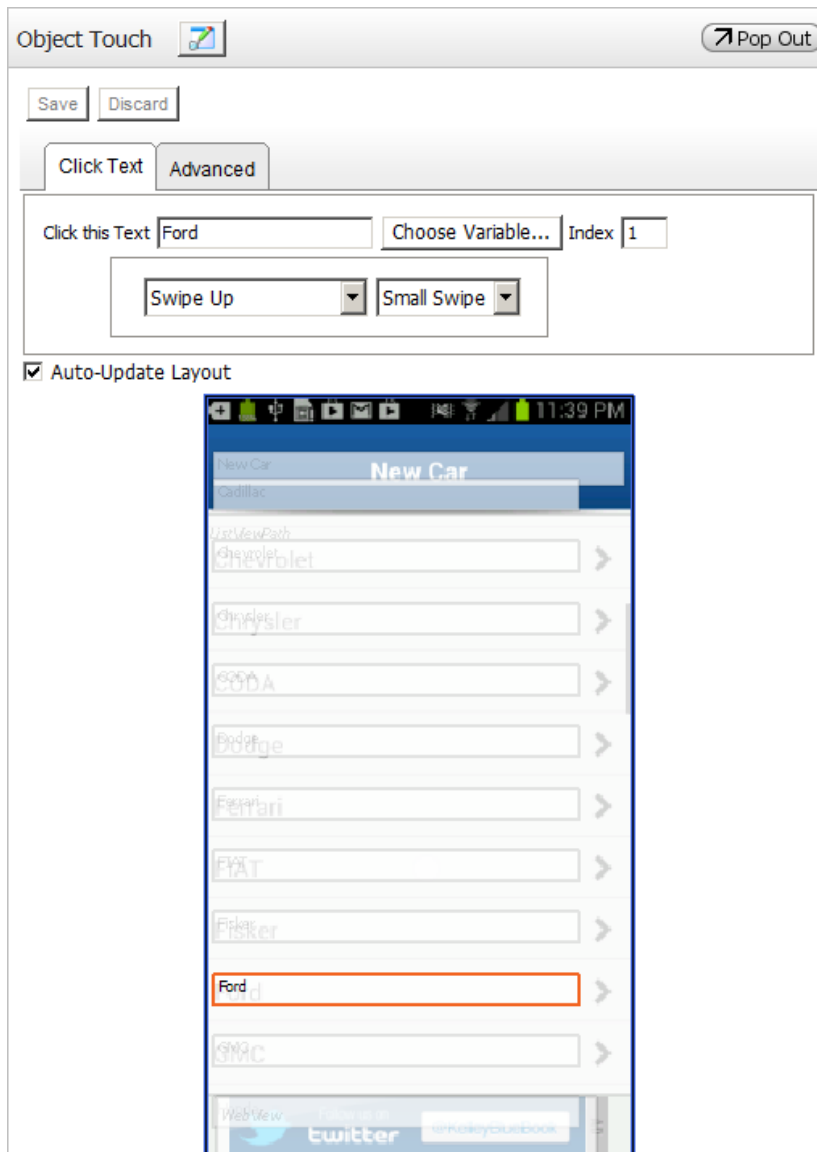 Object Touch
Pop Out
Save Discard
Click Text Advanced
Click this Text Ford Choose Variable... Index 1
Swipe Up Small Swipe
Auto-Update Layout
11:39 PM
New Car
New Car
Cadillac
ListViewPath
Chevrolet
Chevrolet
Chrysler
Chrysler
CODA
CODA
Dodge
Dodge
Ferrari
Ferrari
FIAT
FIAT
Fisker
Fisker
Ford
Ford
GMC
GMC
WebView
Follow us on
twitter
@KelleyBlueBook